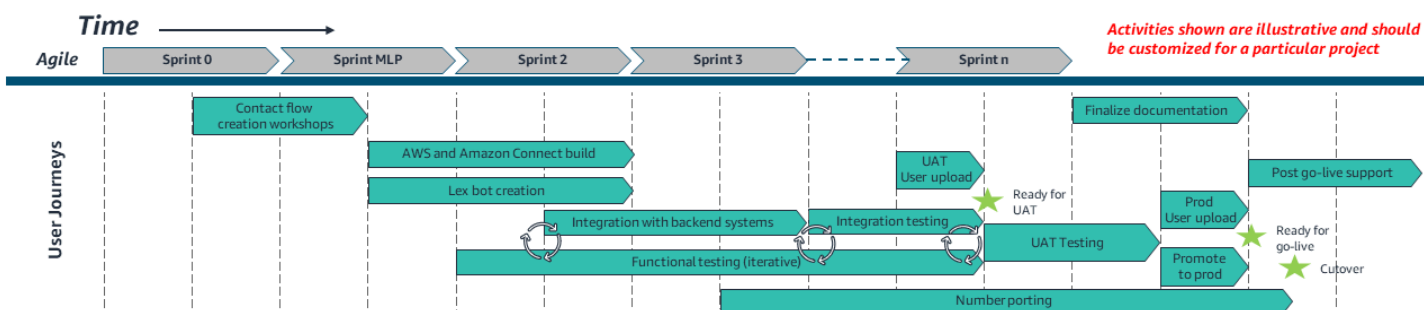 Time
Activities shown are illustrative and should
be customized for a particular project
Agile
Sprint 0
Sprint MLP
Sprint 2
Sprint 3
Sprint n
User Journeys
Contact flow
creation workshops
Finalize documentation
AWS and Amazon Connect build
UAT
User upload
Post go-live support
Lex bot creation
Ready for
UAT
Prod
User upload
Integration with backend systems
Integration testing
Ready for
go-live
UAT Testing
Functional testing (iterative)
Promote
to prod
Cutover
Number porting